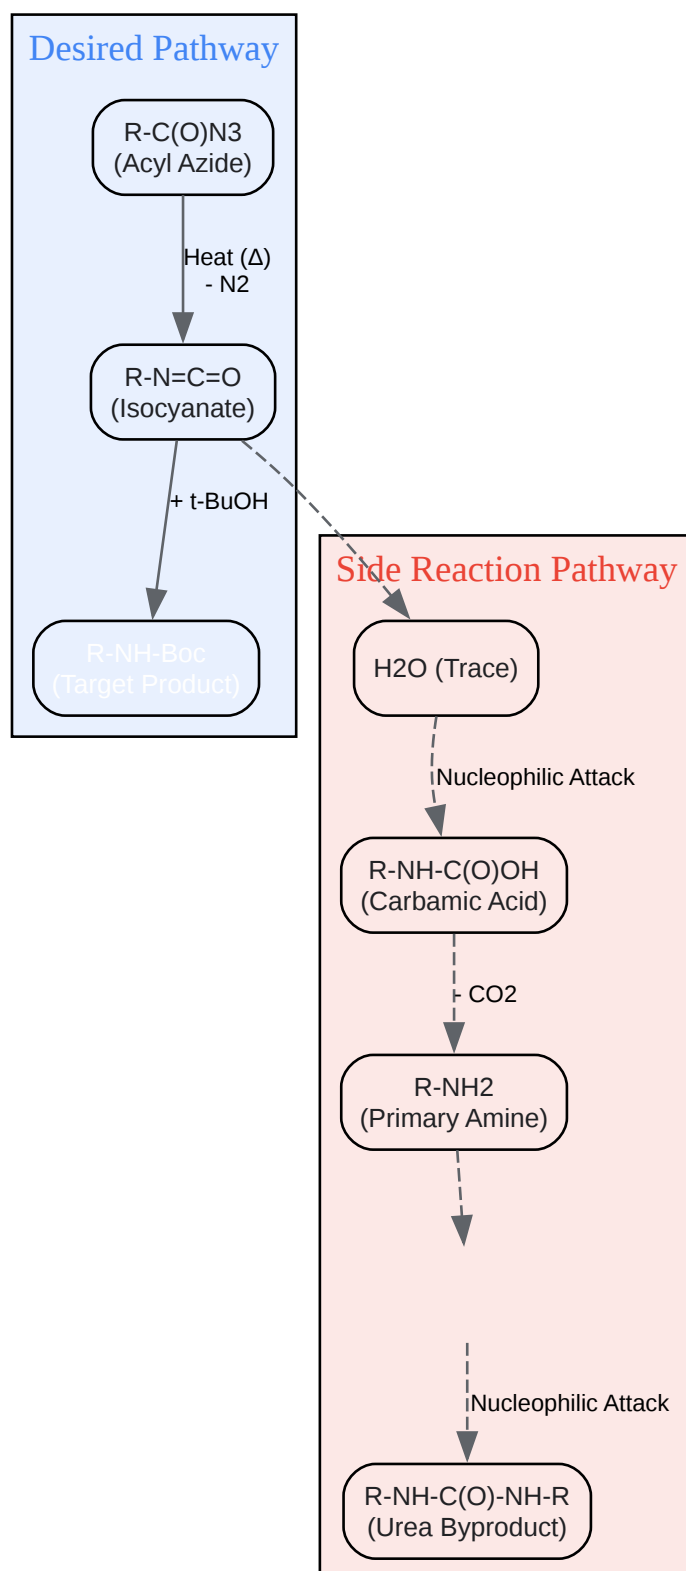 Desired Pathway
R-C(O)N3
(Acyl Azide)
Heat (Δ)
- N2
R-N=C=O
(Isocyanate)
+ t-BuOH
R-NH-Boc
(Target Product)
Side Reaction Pathway
H2O (Trace)
Nucleophilic Attack
R-NH-C(O)OH
(Carbamic Acid)
- CO2
R-NH2
(Primary Amine)
Nucleophilic Attack
R-NH-C(O)-NH-R
(Urea Byproduct)